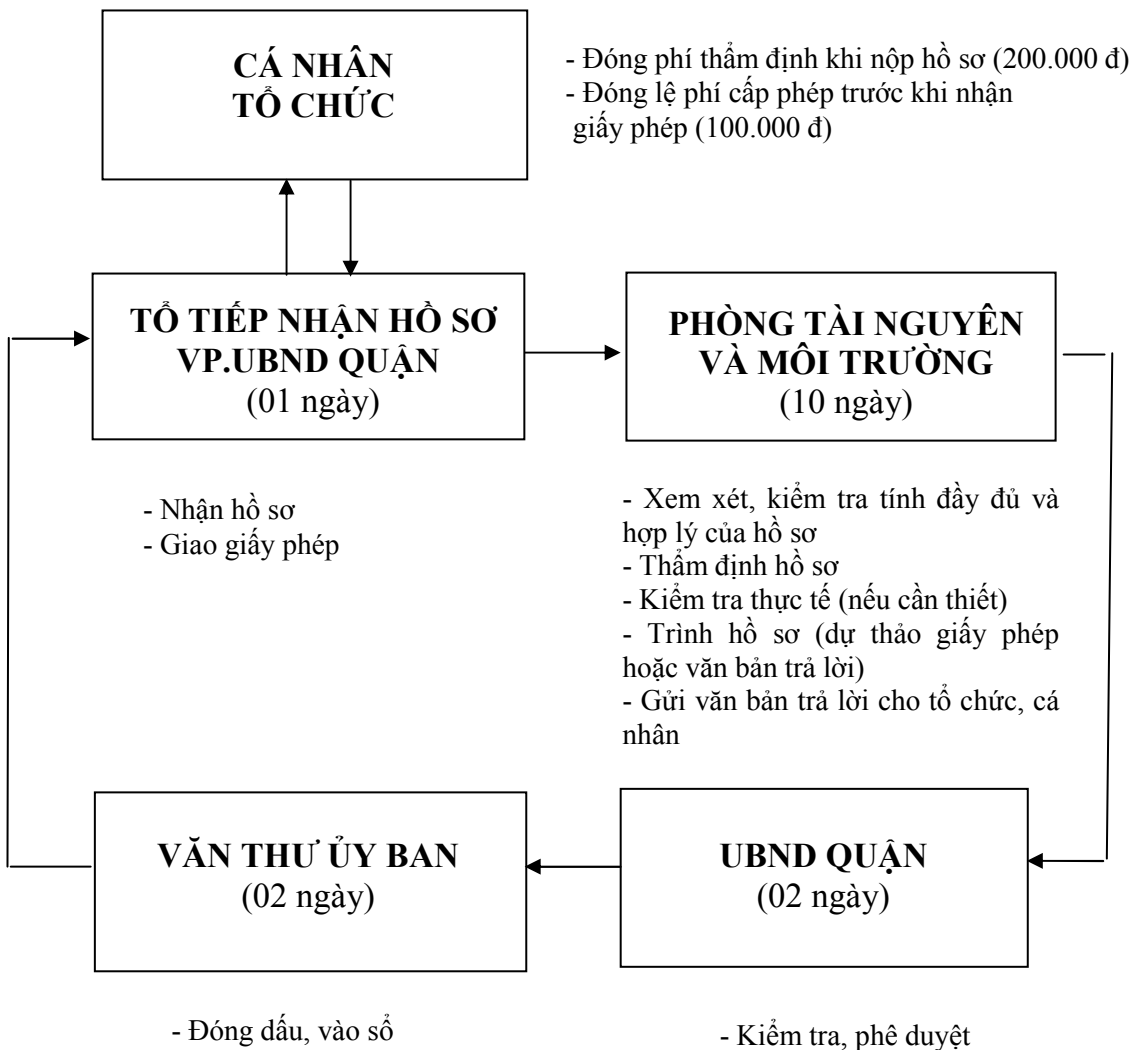 CÁ NHÂN
TỔ CHỨC
- Đóng phí thẩm định khi nộp hồ sơ (200.000 đ)
- Đóng lệ phí cấp phép trước khi nhận
giấy phép (100.000 đ)
TỔ TIẾP NHẬN HỒ SƠ
VP.UBND QUẬN
(01 ngày)
PHÒNG TÀI NGUYÊN
VÀ MÔI TRƯỜNG
(10 ngày)
- Nhận hồ sơ
- Giao giấy phép
- Xem xét, kiểm tra tính đầy đủ và
hợp lý của hồ sơ
- Thẩm định hồ sơ
- Kiểm tra thực tế (nếu cần thiết)
- Trình hồ sơ (dự thảo giấy phép
hoặc văn bản trả lời)
- Gửi văn bản trả lời cho tổ chức, cá
nhân
VĂN THƯ ỦY BAN
(02 ngày)
UBND QUẬN
(02 ngày)
- Đóng dấu, vào sổ
- Kiểm tra, phê duyệt